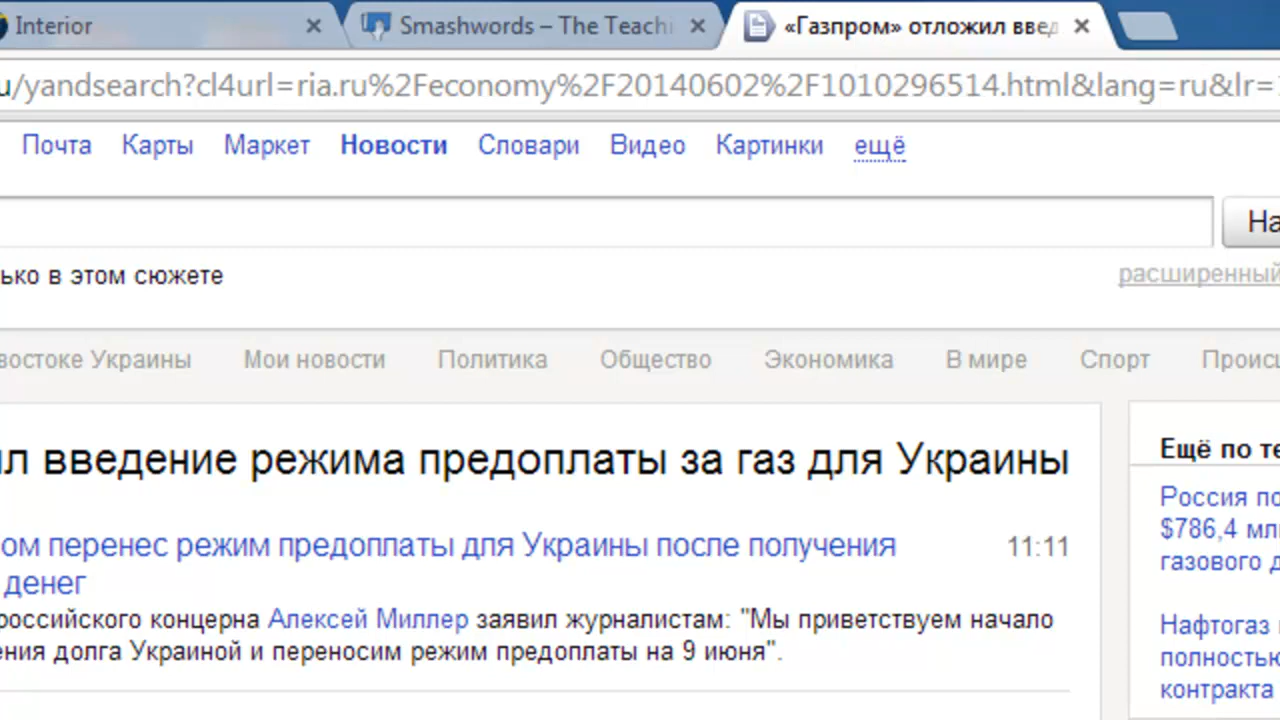 Interior
Smashwords – The Teachi
«Газпром» отложил введ
u/yandsearch?cl4url=ria.ru%2Feconomy%2F20140602%2F1010296514.html&lang=ru&lr=
Почта Карты Маркет Новости Словари Видео Картинки ещё
На
ько в этом сюжете
расширенный
востоке Украины Мои новости Политика Общество Экономика В мире Спорт Происш
л введение режима предоплаты за газ для Украины
ом перенес режим предоплаты для Украины после получения 11:11
денег
российского концерна Алексей Миллер заявил журналистам: "Мы приветствуем начало
ения долга Украиной и переносим режим предоплаты на 9 июня".
Ещё по те
Россия по
$786,4 мл
газового д
Нафтогаз
полностью
контракта